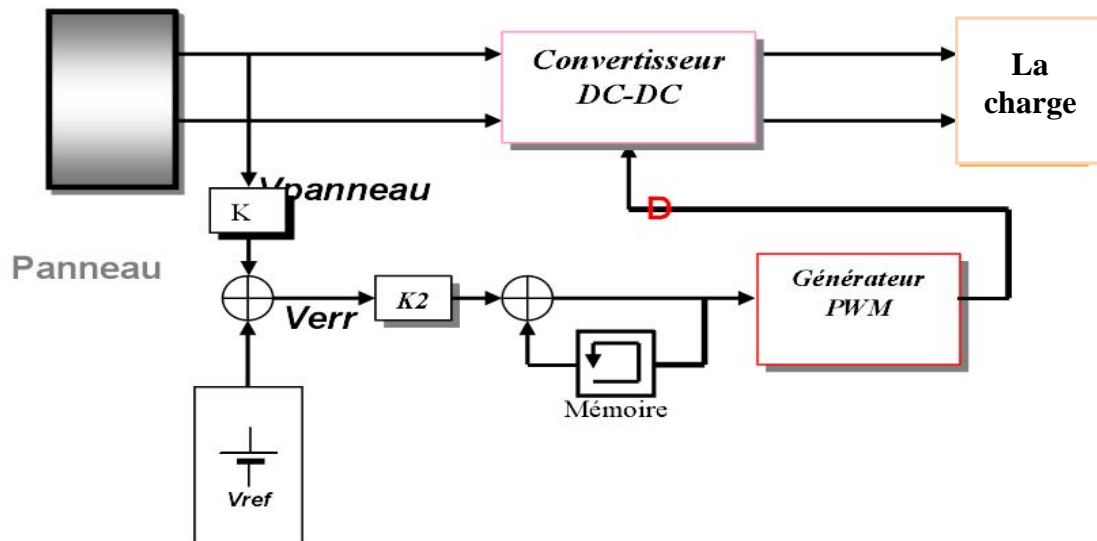 Convertisseur
DC-DC
La
charge
Vpanneau
K
D
Panneau
Verr
K2
Générateur
PWM
Mémoire
Vref